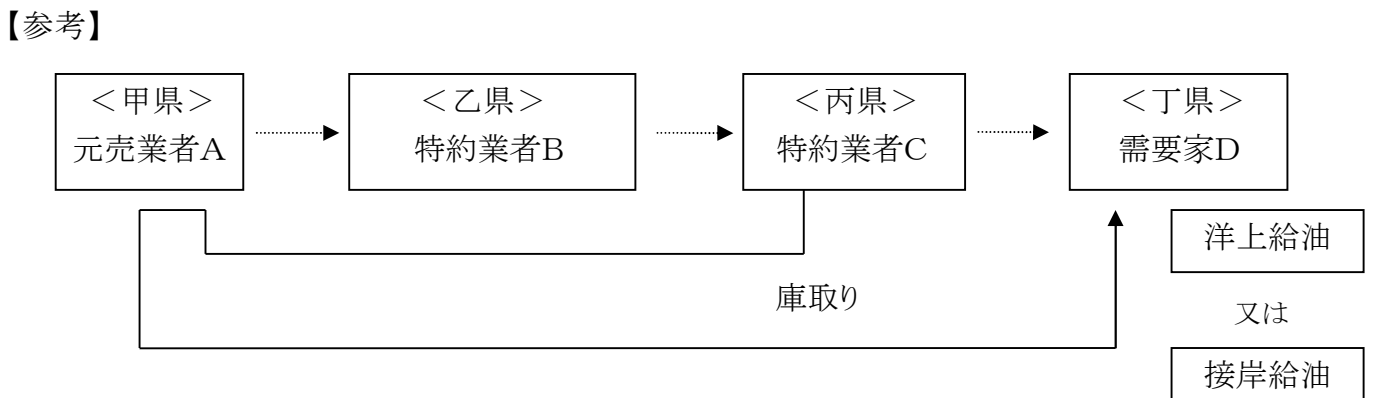 【参考】
＜甲県＞
元売業者A
＜乙県＞
特約業者B
＜丙県＞
特約業者C
＜丁県＞
需要家D
洋上給油
庫取り
又は
接岸給油